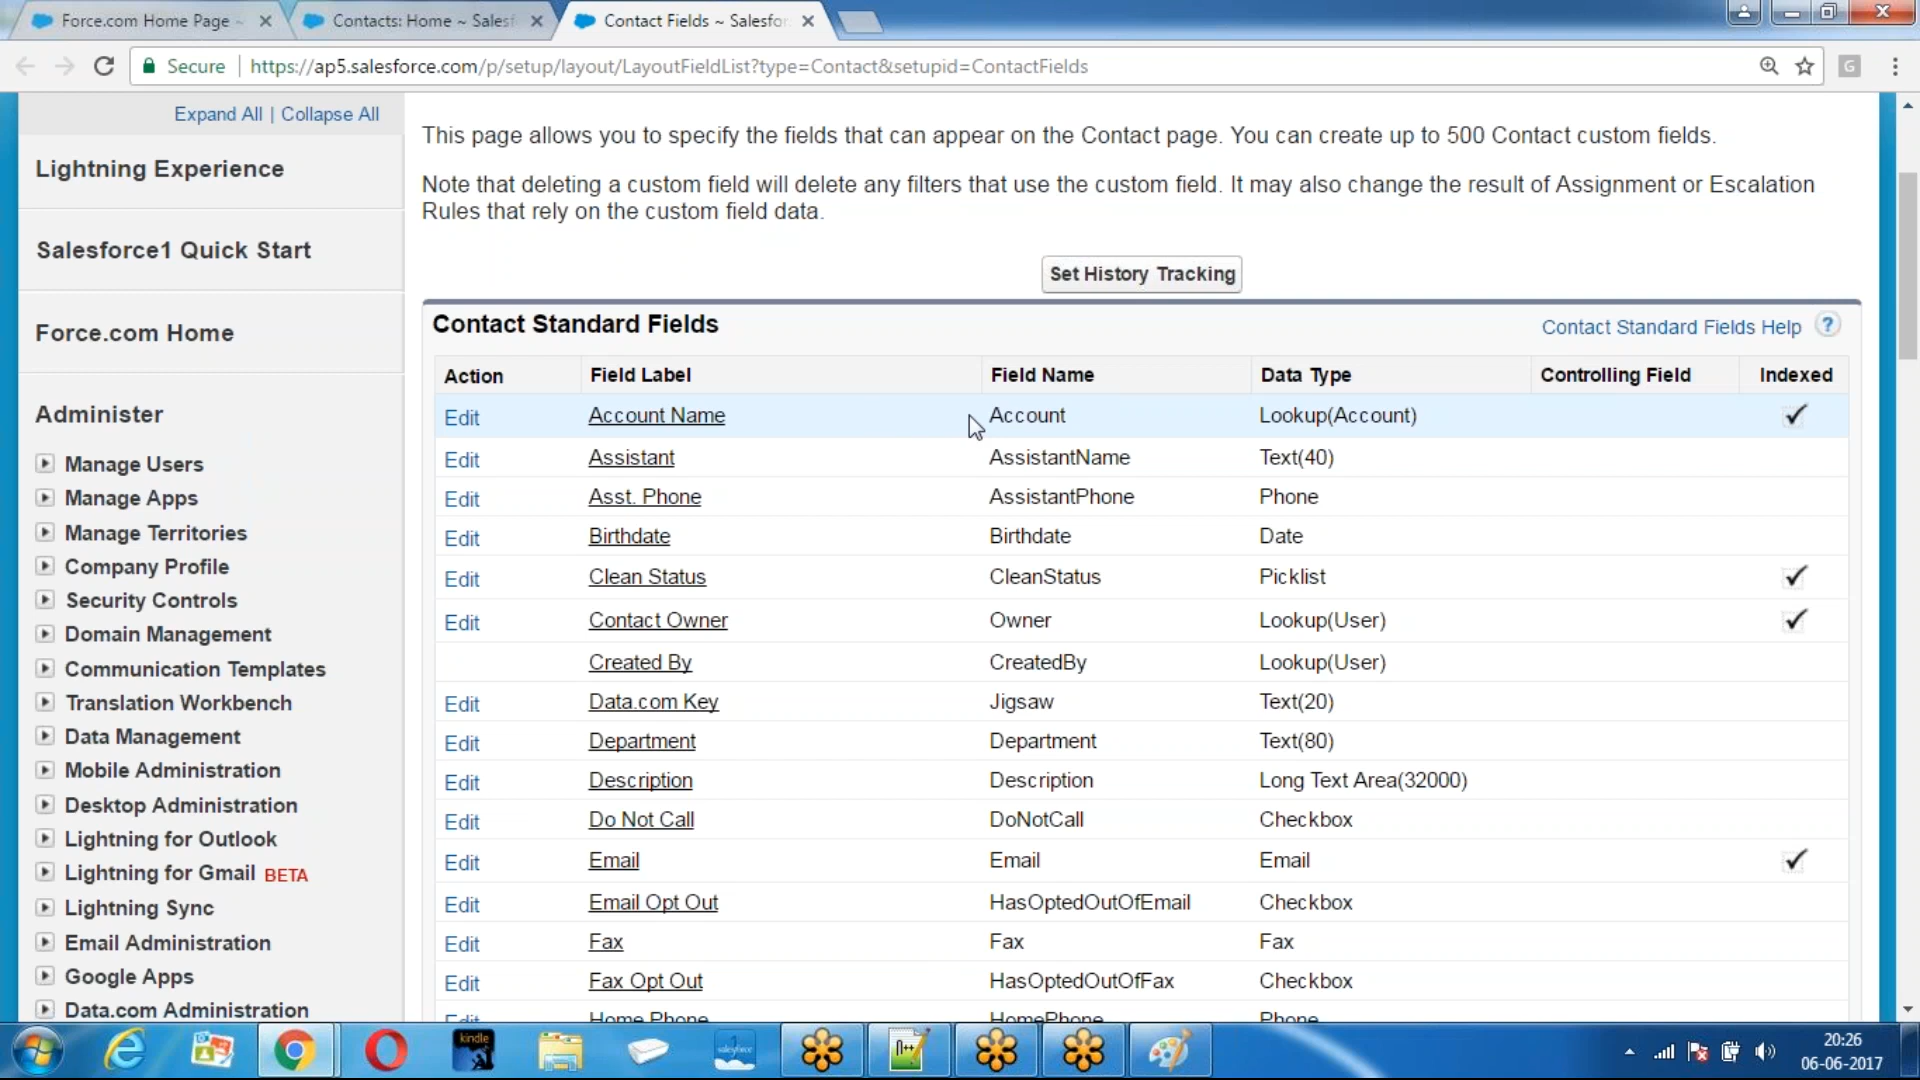 Force.com Home Page ~
Contacts: Home ~ Salesf
Contact Fields ~ Salesfor
Secure
https://ap5.salesforce.com/p/setup/layout/LayoutFieldList?type=Contact&setupid=ContactFields
Expand All | Collapse All
Lightning Experience
Salesforce1 Quick Start
Force.com Home
Administer
Manage Users
Manage Apps
Manage Territories
Company Profile
Security Controls
Domain Management
Communication Templates
Translation Workbench
Data Management
Mobile Administration
Desktop Administration
Lightning for Outlook
Lightning for Gmail BETA
Lightning Sync
Email Administration
Google Apps
Data.com Administration
This page allows you to specify the fields that can appear on the Contact page. You can create up to 500 Contact custom fields.
Note that deleting a custom field will delete any filters that use the custom field. It may also change the result of Assignment or Escalation
Rules that rely on the custom field data.
Set History Tracking
Contact Standard Fields
Contact Standard Fields Help ?
Action Field Label Field Name Data Type Controlling Field Indexed
Edit Account Name Account Lookup(Account)
Edit Assistant AssistantName Text(40)
Edit Asst. Phone AssistantPhone Phone
Edit Birthdate Birthdate Date
Edit Clean Status CleanStatus Picklist
Edit Contact Owner Owner Lookup(User)
Created By CreatedBy Lookup(User)
Edit Data.com Key Jigsaw Text(20)
Edit Department Department Text(80)
Edit Description Description Long Text Area(32000)
Edit Do Not Call DoNotCall Checkbox
Edit Email Email Email
Edit Email Opt Out HasOptedOutOfEmail Checkbox
Edit Fax Fax Fax
Edit Fax Opt Out HasOptedOutOfFax Checkbox
Edit Home Phone HomePhone Phone
kindle
salesforce
20:26
06-06-2017